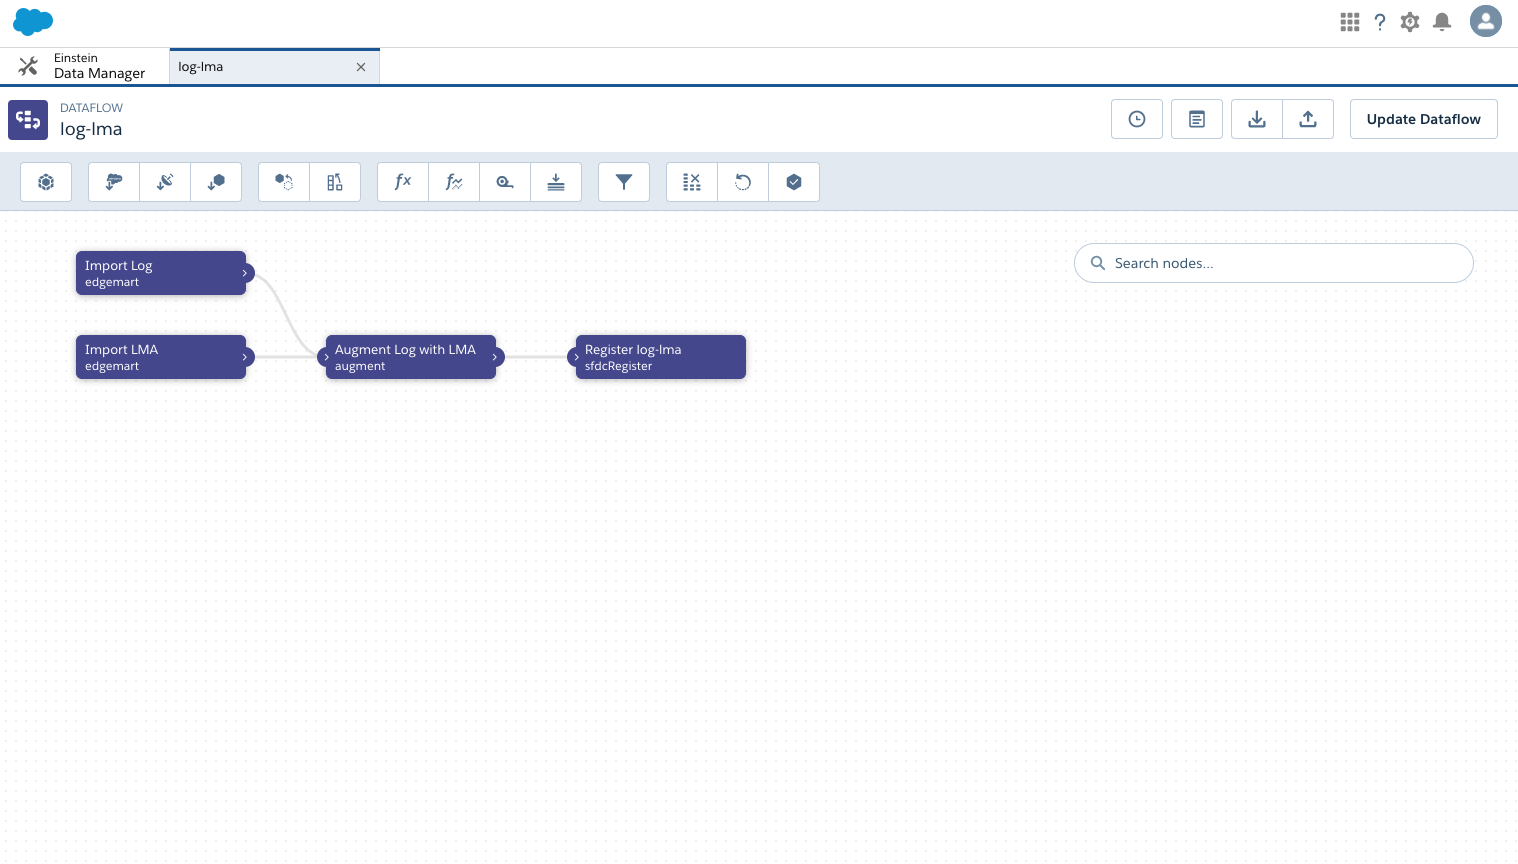 Einstein
Data Manager
log-lma
DATAFLOW
log-lma
Update Dataflow
Import Log
edgemart
Search nodes...
Import LMA
edgemart
Augment Log with LMA
augment
Register log-lma
sfdcRegister